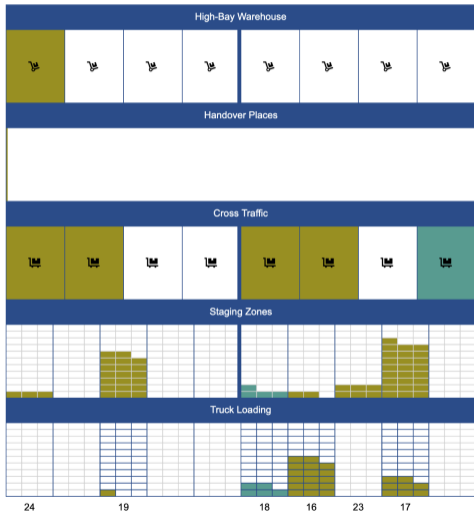 High-Bay Warehouse
Handover Places
Cross Traffic
Staging Zones
Truck Loading
24 19 18 16 23 17